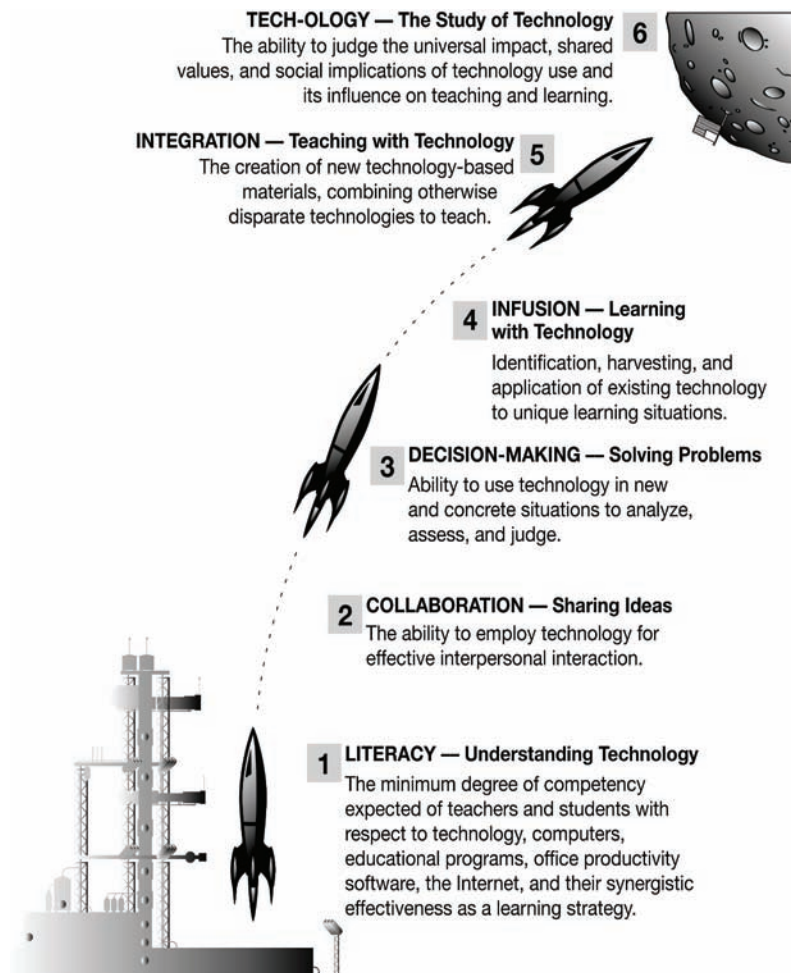 TECH-OLOGY — The Study of Technology
6
The ability to judge the universal impact, shared
values, and social implications of technology use and
its influence on teaching and learning.
INTEGRATION — Teaching with Technology
5
The creation of new technology-based
materials, combining otherwise
disparate technologies to teach.
4
INFUSION — Learning
with Technology
Identification, harvesting, and
application of existing technology
to unique learning situations.
3
DECISION-MAKING — Solving Problems
Ability to use technology in new
and concrete situations to analyze,
assess, and judge.
2
COLLABORATION — Sharing Ideas
The ability to employ technology for
effective interpersonal interaction.
1
LITERACY — Understanding Technology
The minimum degree of competency
expected of teachers and students with
respect to technology, computers,
educational programs, office productivity
software, the Internet, and their synergistic
effectiveness as a learning strategy.